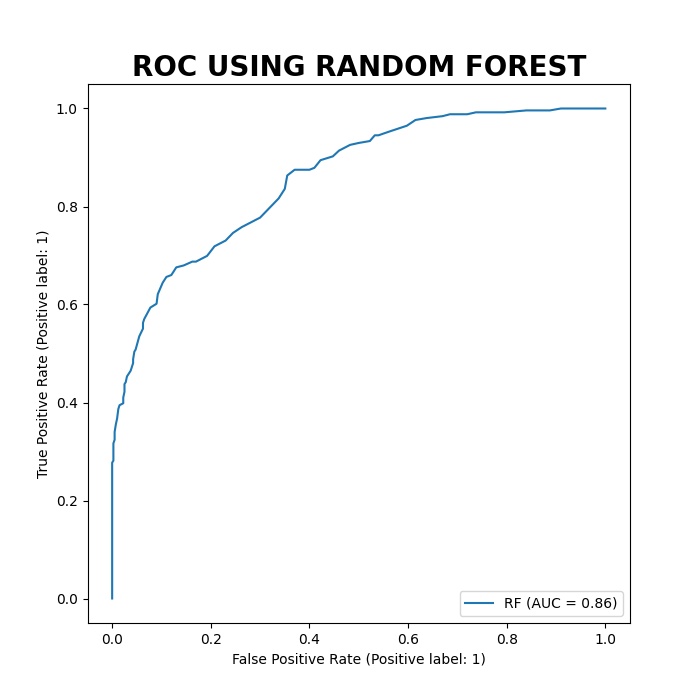 ROC USING RANDOM FOREST
1.0
0.8
0.6
0.4
0.2
0.0
True Positive Rate (Positive label: 1)
RF (AUC = 0.86)
0.0 0.2 0.4 0.6 0.8 1.0
False Positive Rate (Positive label: 1)